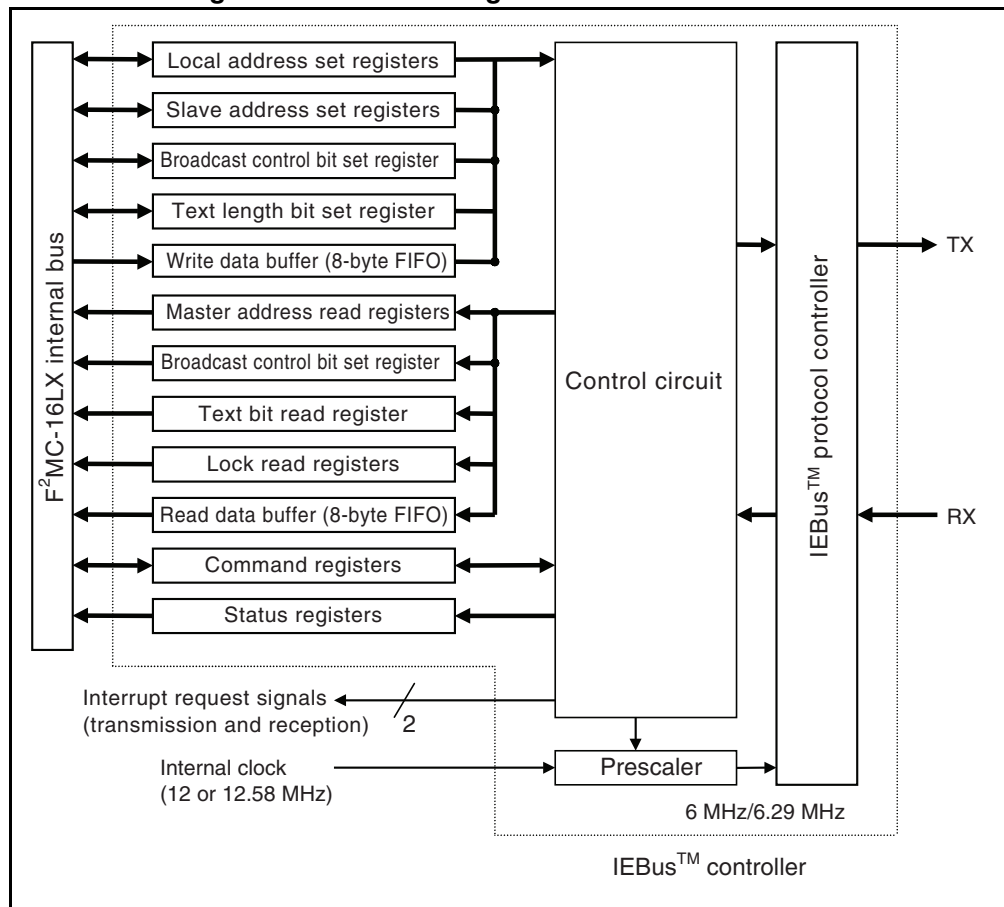 F²MC-16LX internal bus
Local address set registers
Slave address set registers
Broadcast control bit set register
Text length bit set register
Write data buffer (8-byte FIFO)
Master address read registers
Broadcast control bit set register
Text bit read register
Lock read registers
Read data buffer (8-byte FIFO)
Command registers
Status registers
Control circuit
IEBus™ protocol controller
TX
RX
Interrupt request signals
(transmission and reception)
2
Internal clock
(12 or 12.58 MHz)
Prescaler
6 MHz/6.29 MHz
IEBus™ controller